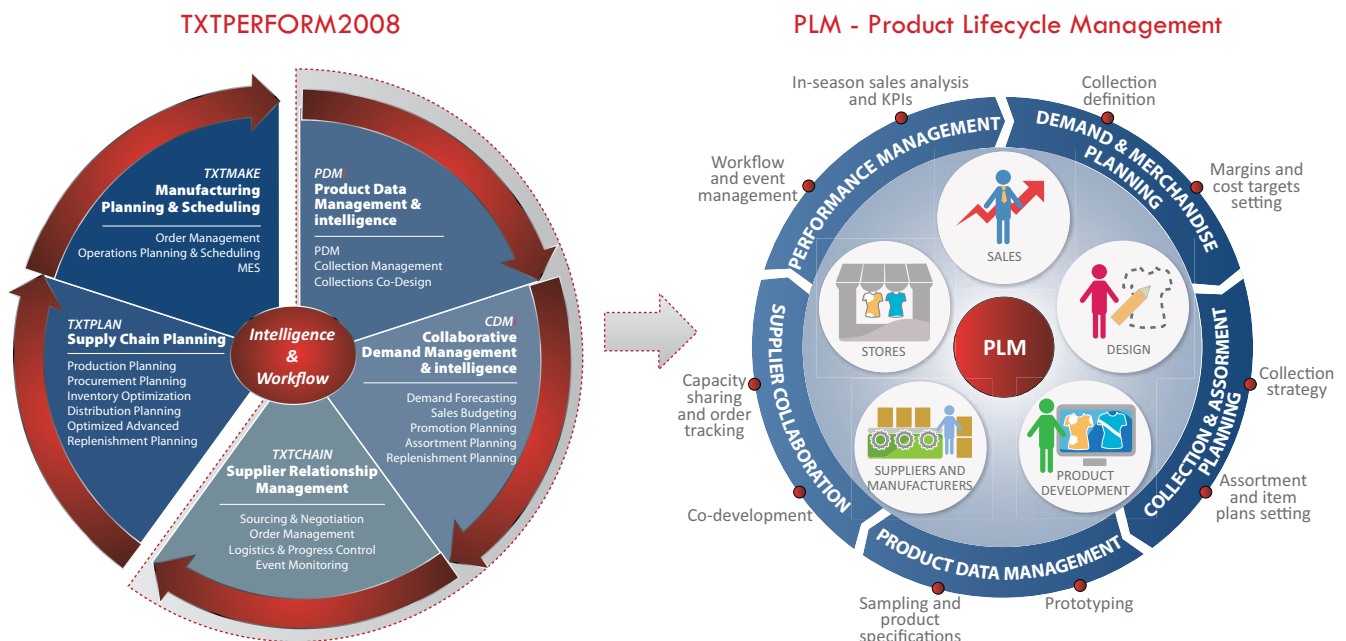 TXTPERFORM2008
TXTMAKE
Manufacturing
Planning & Scheduling
Order Management
Operations Planning & Scheduling
MES
PDMi
Product Data
Management &
intelligence
PDM
Collection Management
Collections Co-Design
TXTPLAN
Supply Chain Planning
Production Planning
Procurement Planning
Inventory Optimization
Distribution Planning
Optimized Advanced
Replenishment Planning
Intelligence
&
Workflow
CDMi
Collaborative
Demand Management
& intelligence
Demand Forecasting
Sales Budgeting
Promotion Planning
Assortment Planning
Replenishment Planning
TXTCHAIN
Supplier Relationship
Management
Sourcing & Negotiation
Order Management
Logistics & Progress Control
Event Monitoring
PLM - Product Lifecycle Management
In-season sales analysis
and KPIs
Collection
definition
Workflow
and event
management
Margins and
cost targets
setting
PERFORMANCE MANAGEMENT
DEMAND & MERCHANDISE
PLANNING
SALES
STORES
PLM
DESIGN
SUPPLIERS AND
MANUFACTURERS
PRODUCT
DEVELOPMENT
SUPPLIER COLLABORATION
COLLECTION & ASSORMENT
PLANNING
PRODUCT DATA MANAGEMENT
Capacity
sharing
and order
tracking
Collection
strategy
Co-development
Assortment
and item
plans setting
Sampling and
product
specifications
Prototyping